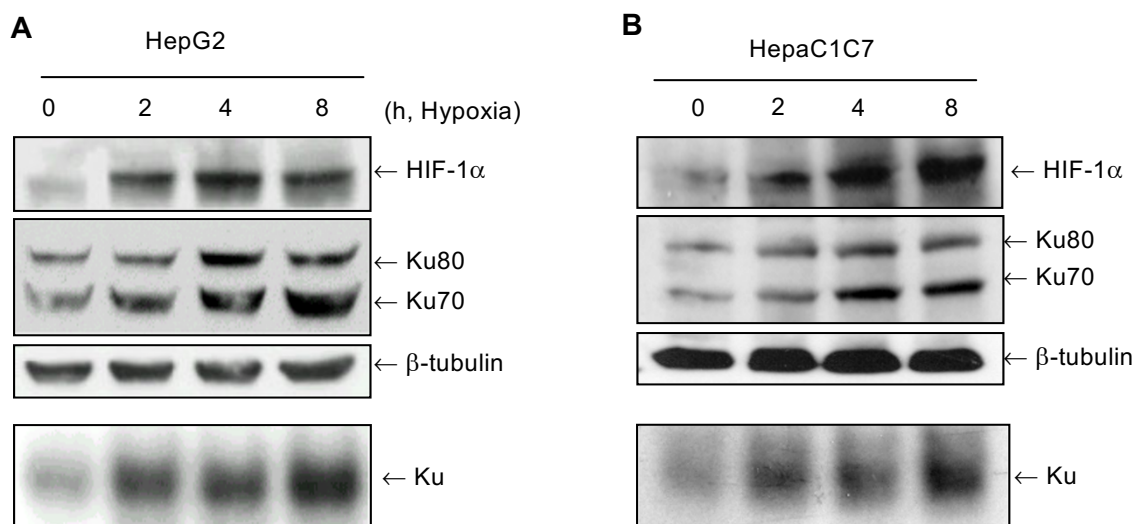 A
HepG2
0 2 4 8 (h, Hypoxia)
← HIF-1α
← Ku80
← Ku70
← β-tubulin
← Ku
B
HepaC1C7
0 2 4 8
← HIF-1α
← Ku80
← Ku70
← β-tubulin
← Ku